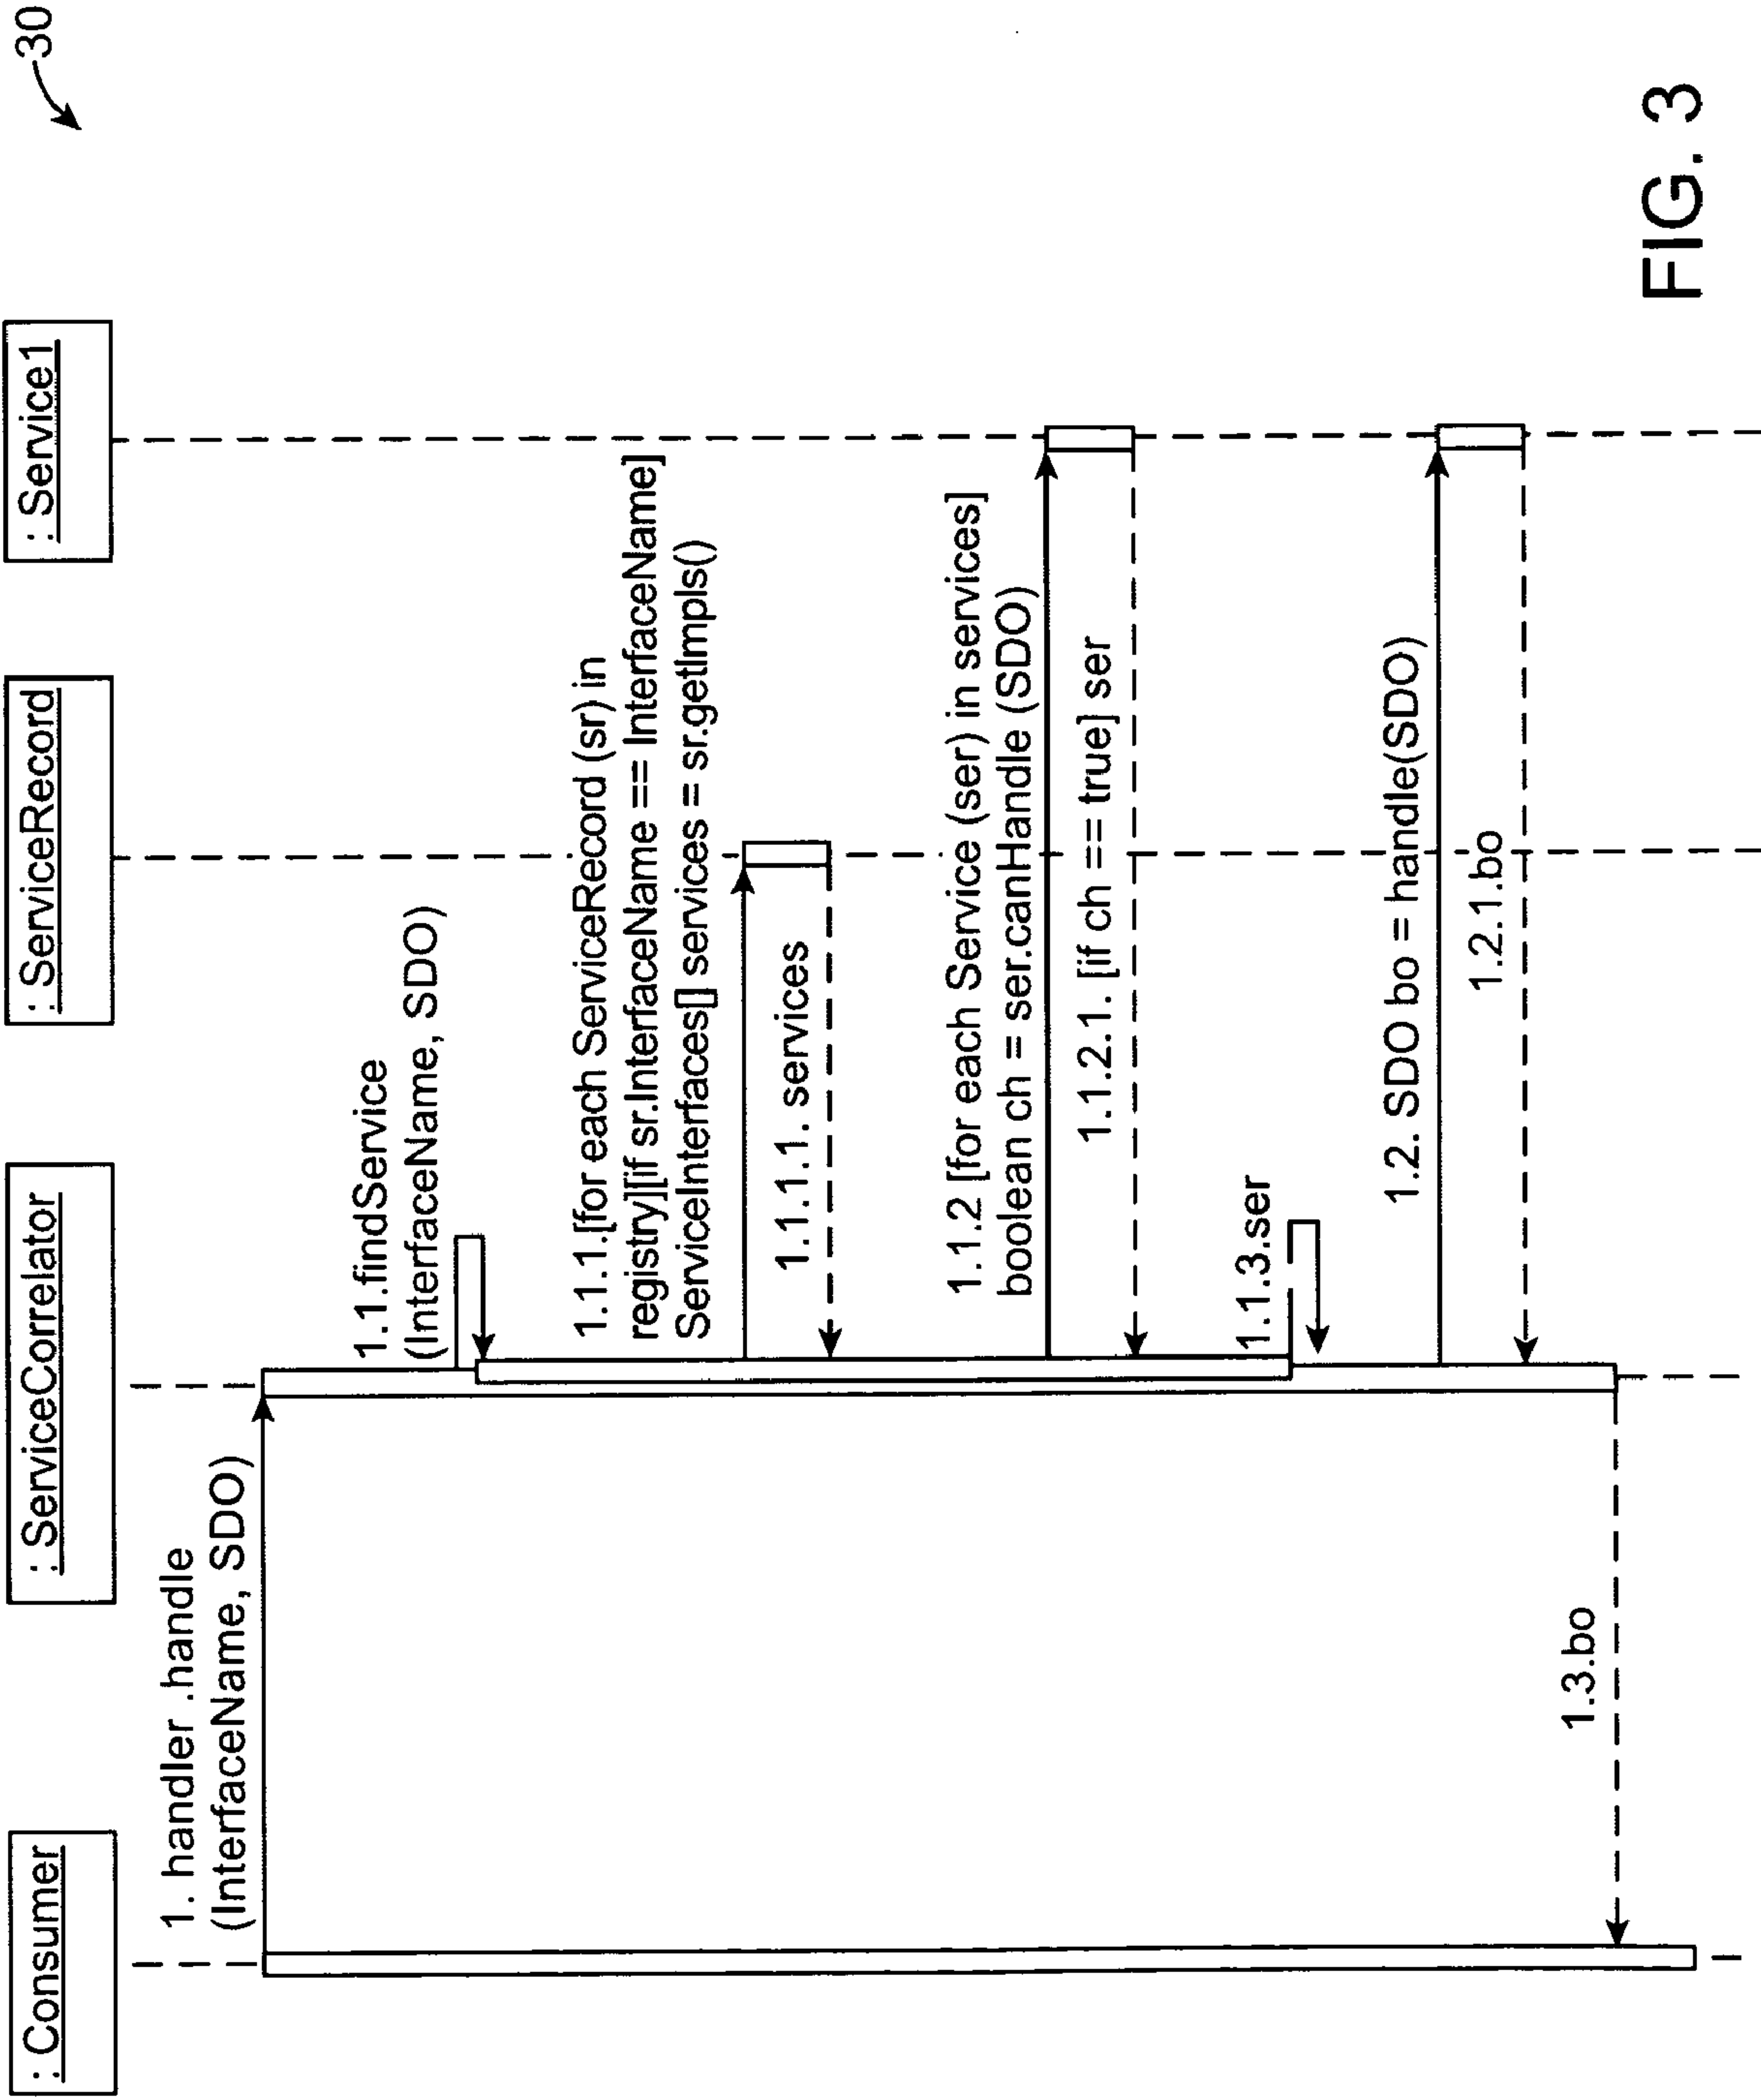 30
: Consumer
: ServiceCorrelator
: ServiceRecord
: Service1
1. handler .handle
(InterfaceName, SDO)
1.1.findService
(InterfaceName, SDO)
1.1.1.[for each ServiceRecord (sr) in
registry][if sr.InterfaceName == InterfaceName]
ServiceInterfaces[] services = sr.getImpls()
1.1.1.1. services
1.1.2 [for each Service (ser) in services]
boolean ch = ser.canHandle (SDO)
1.1.2.1. [if ch == true] ser
1.1.3.ser
1.2. SDO bo = handle(SDO)
1.2.1.bo
1.3.bo
FIG. 3